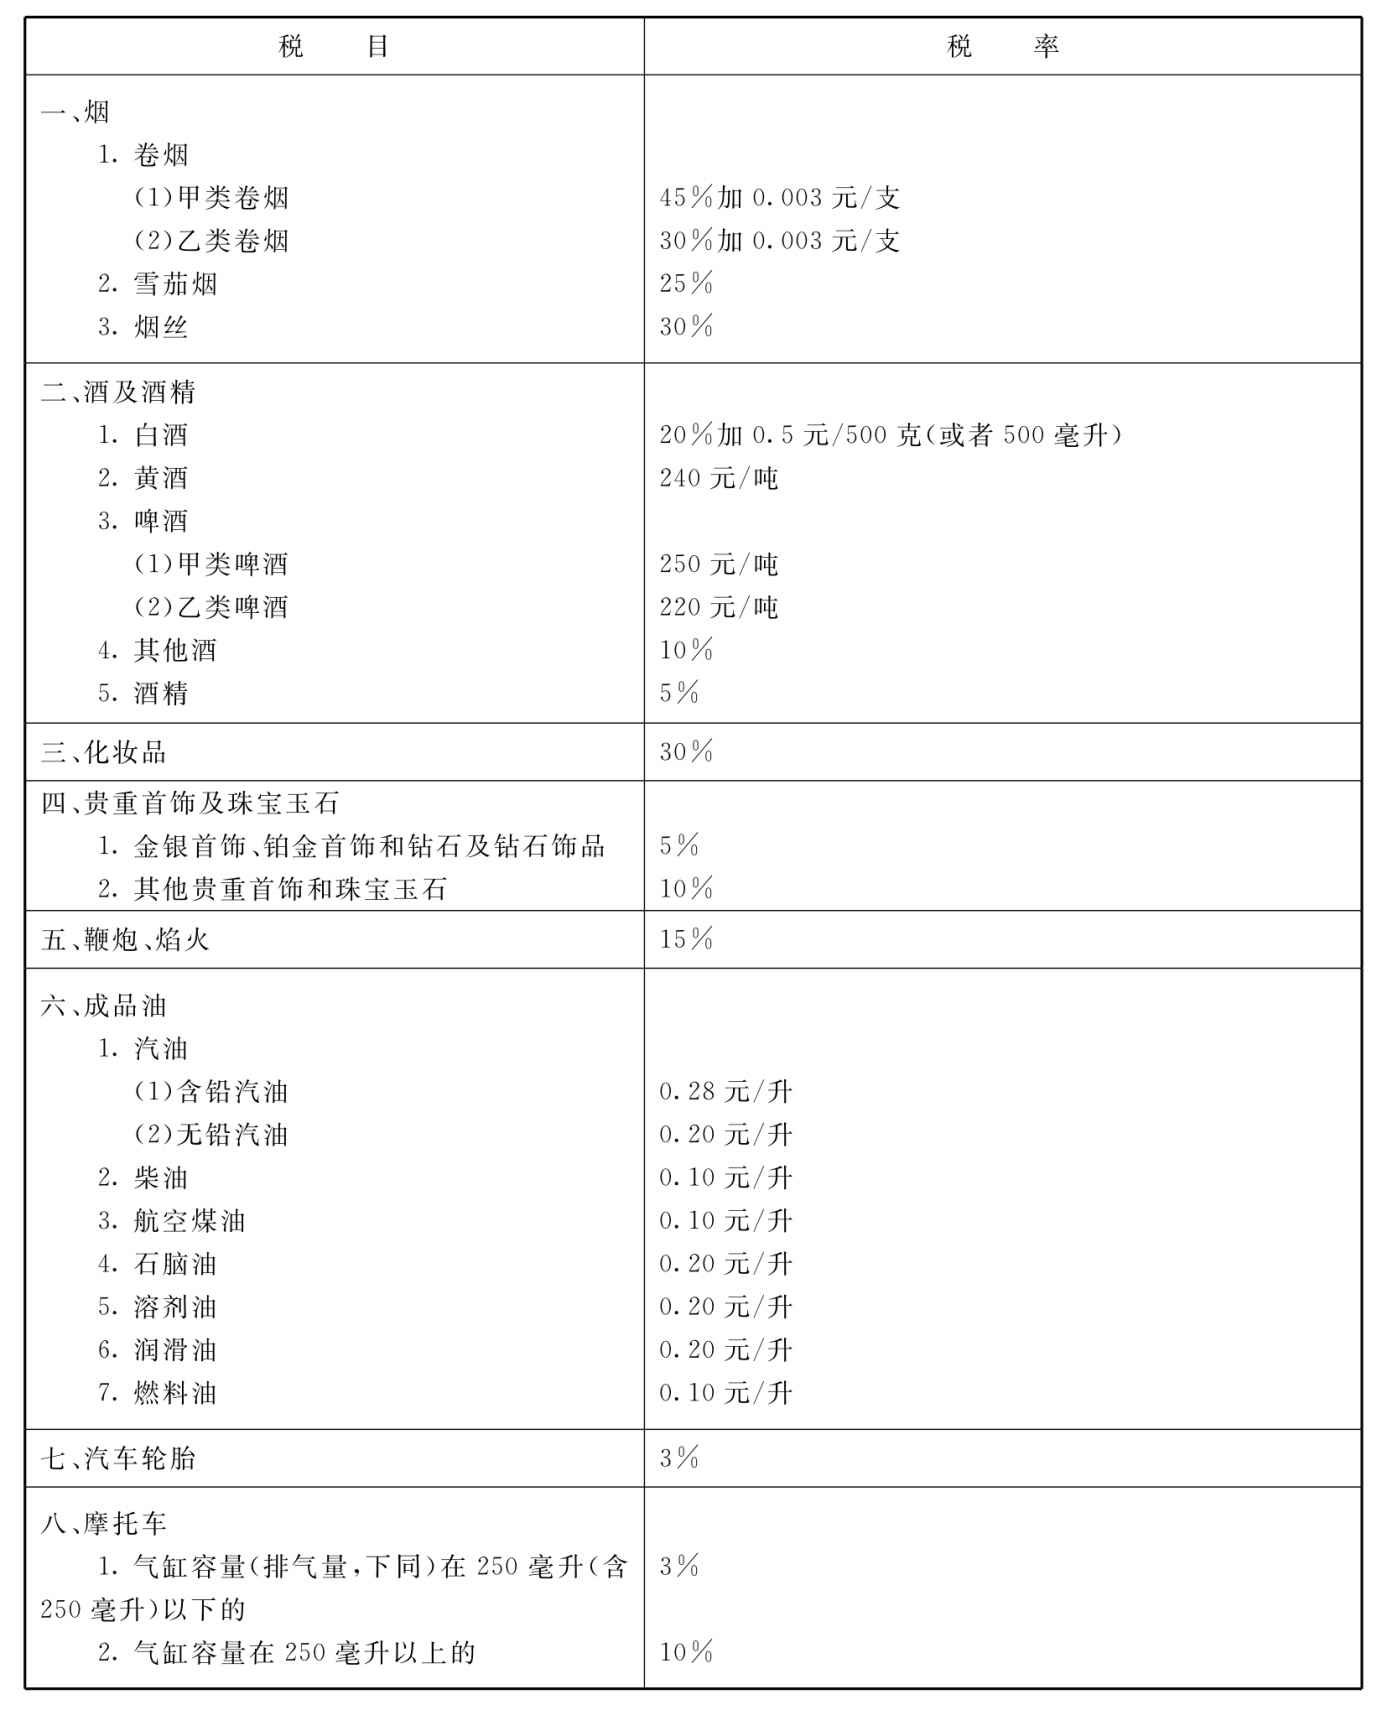 税 目 税 率
一、烟
1. 卷烟
(1)甲类卷烟 45%加 0.003 元/支
(2)乙类卷烟 30%加 0.003 元/支
2. 雪茄烟 25%
3. 烟丝 30%
二、酒及酒精
1. 白酒 20%加 0.5 元/500 克(或者 500 毫升)
2. 黄酒 240 元/吨
3. 啤酒
(1)甲类啤酒 250 元/吨
(2)乙类啤酒 220 元/吨
4. 其他酒 10%
5. 酒精 5%
三、化妆品 30%
四、贵重首饰及珠宝玉石
1. 金银首饰、铂金首饰和钻石及钻石饰品 5%
2. 其他贵重首饰和珠宝玉石 10%
五、鞭炮、焰火 15%
六、成品油
1. 汽油
(1)含铅汽油 0.28 元/升
(2)无铅汽油 0.20 元/升
2. 柴油 0.10 元/升
3. 航空煤油 0.10 元/升
4. 石脑油 0.20 元/升
5. 溶剂油 0.20 元/升
6. 润滑油 0.20 元/升
7. 燃料油 0.10 元/升
七、汽车轮胎 3%
八、摩托车
1. 气缸容量(排气量,下同)在 250 毫升(含 3%
250 毫升)以下的
2. 气缸容量在 250 毫升以上的 10%